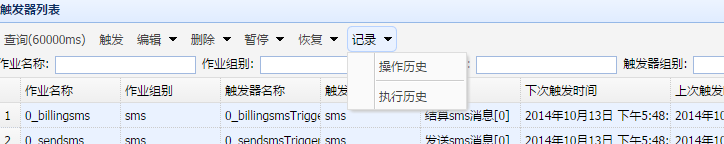 触发器列表
查询(60000ms) 触发 编辑 删除 暂停 恢复 记录
作业名称: 作业组别: : 触发器组别:
操作历史
执行历史
作业名称 作业组别 触发器名称 触发 下次触发时间 上次触发
1 0_billingsms sms 0_billingsmsTrigge sms 结算sms消息[0] 2014年10月13日 下午5:48: 2014年10
2 0_sendsms sms 0_sendsmsTrigger sms 发送sms消息[0] 2014年10月13日 下午5:48: 2014年10